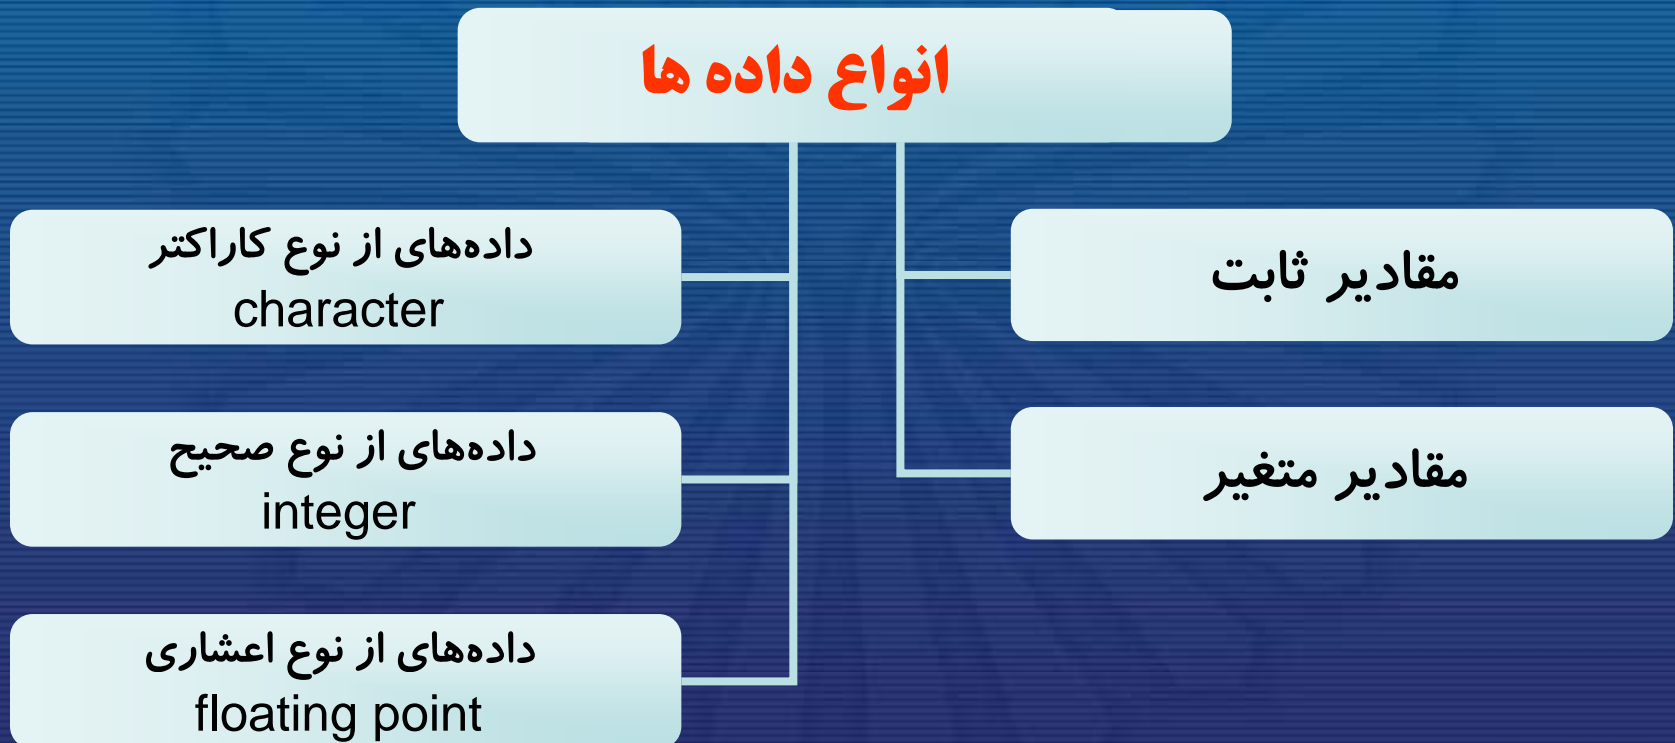 انواع داده ها
مقادیر ثابت
مقادیر متغیر
داده‌های از نوع کاراکتر
character
داده‌های از نوع صحیح
integer
داده‌های از نوع اعشاری
floating point